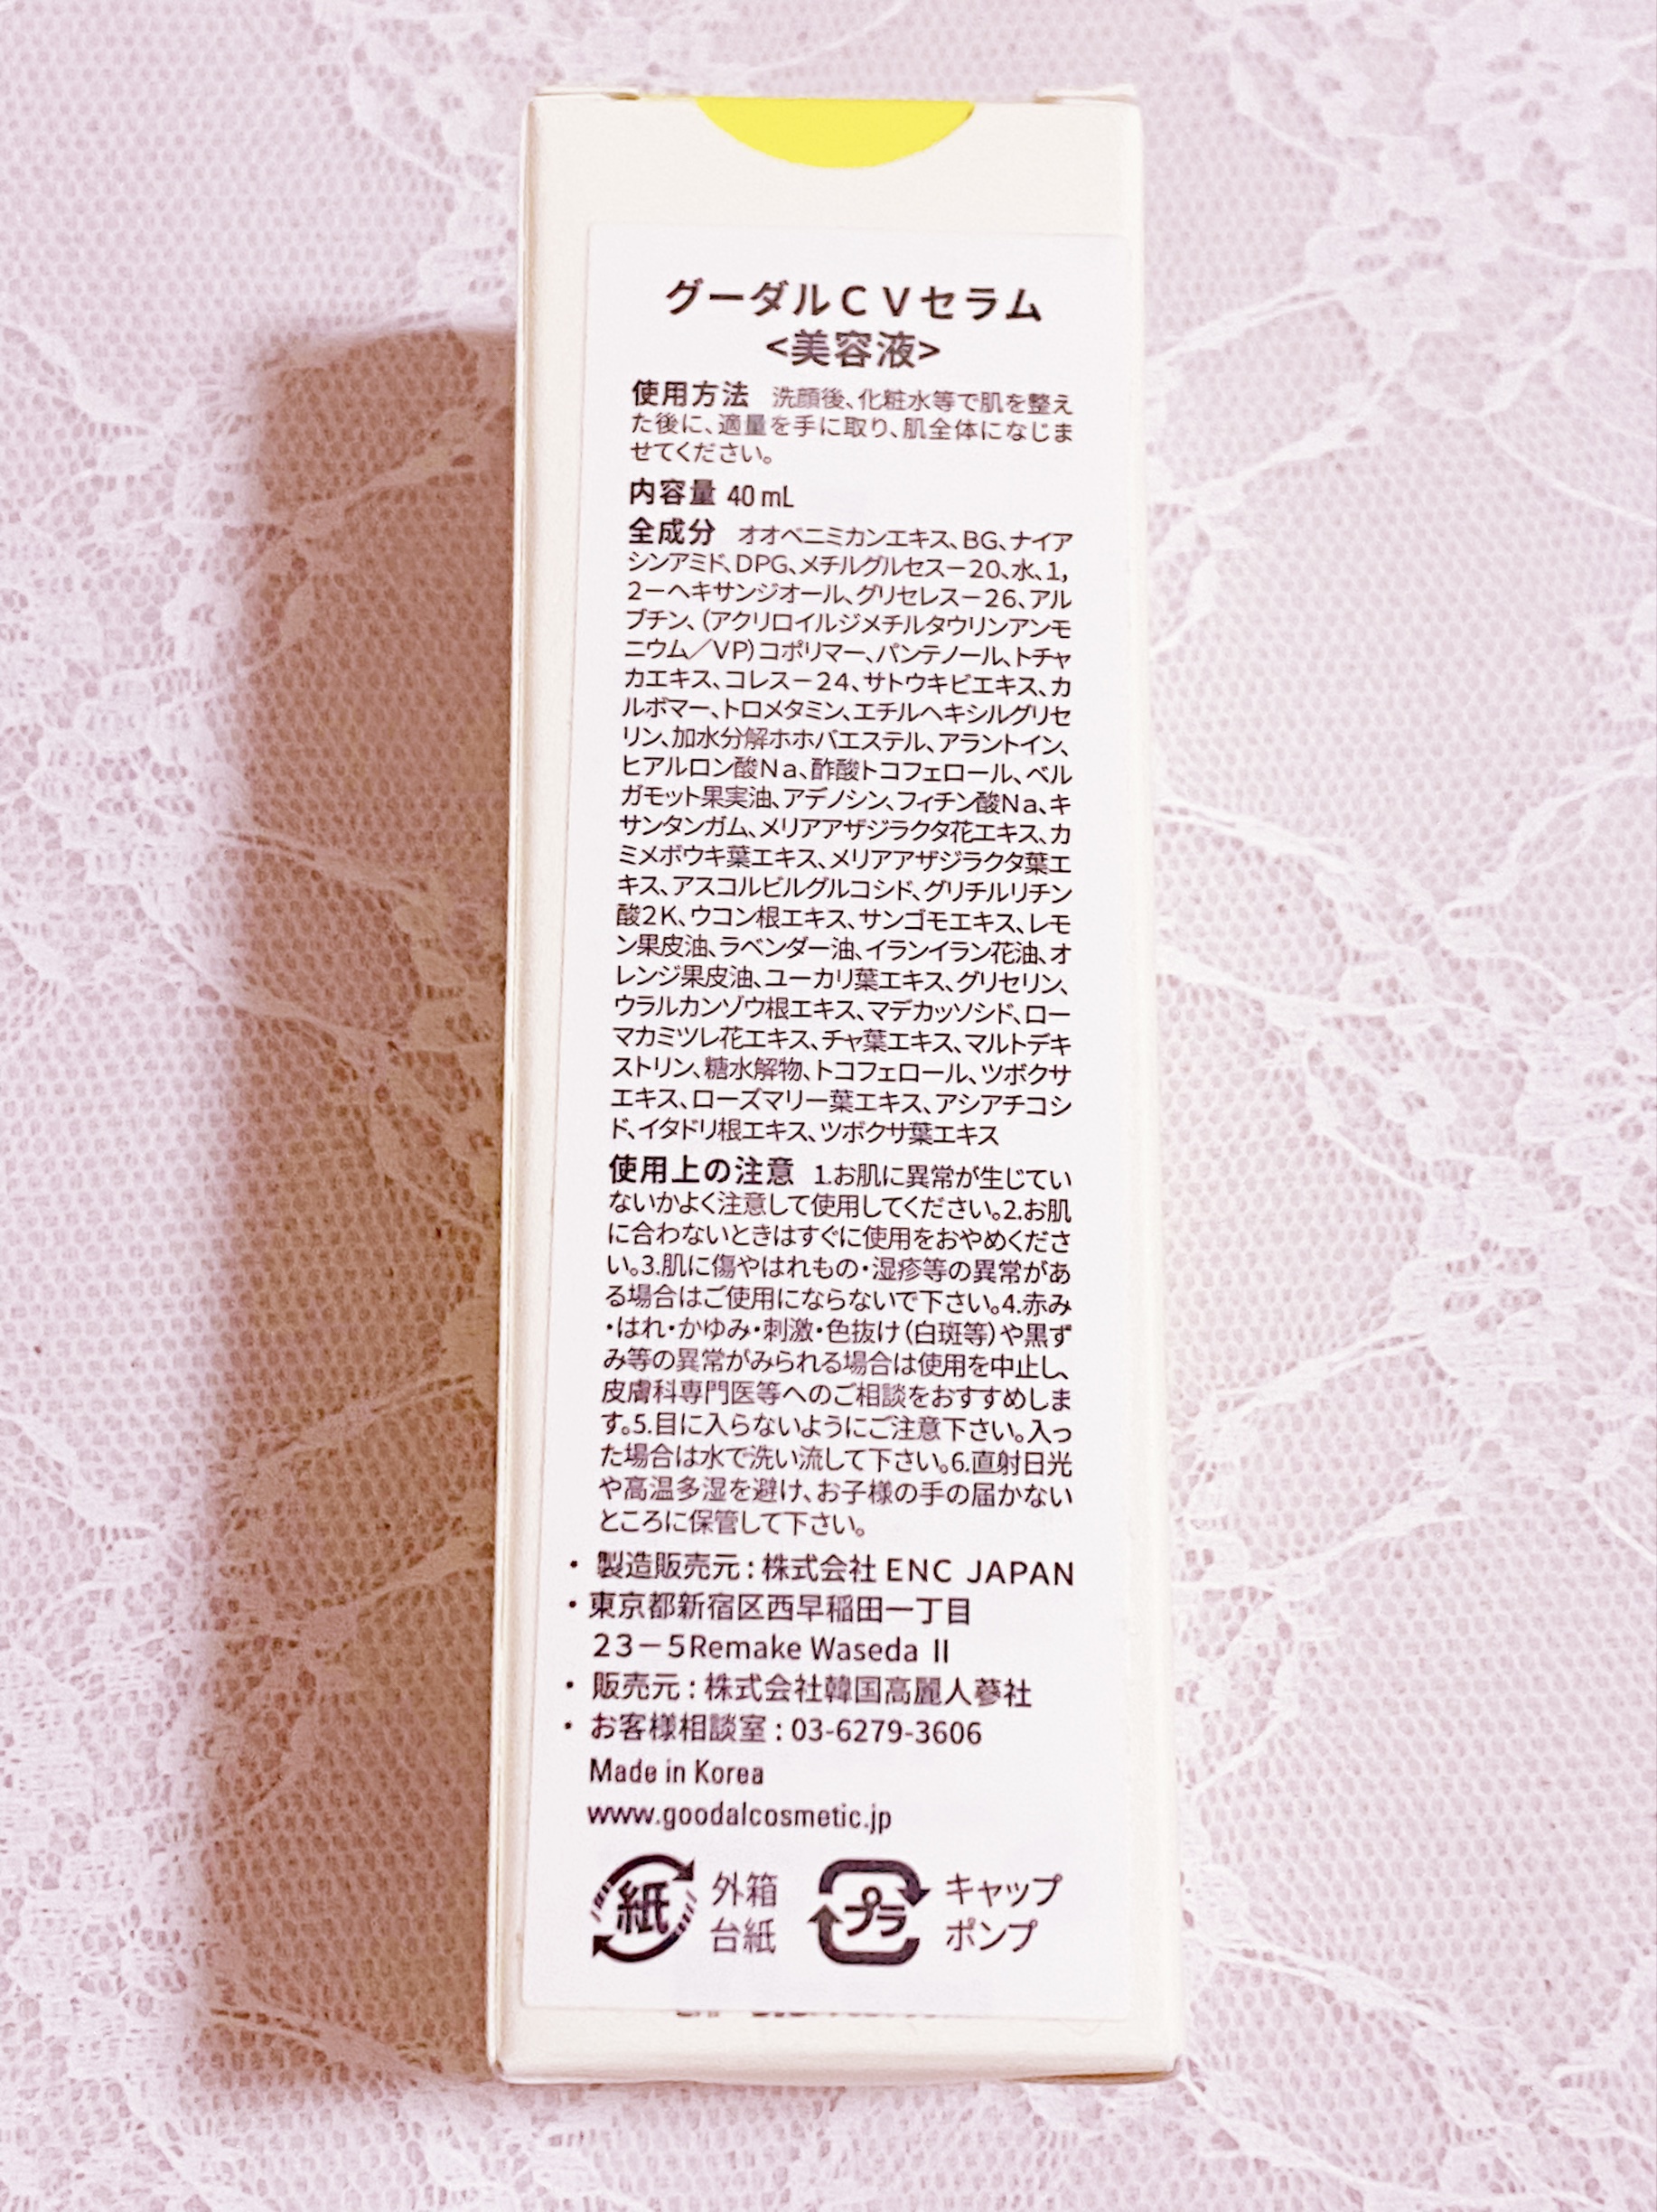 グーダルCVセラム
<美容液>
使用方法　洗顔後、化粧水等で肌を整え
た後に、適量を手に取り、肌全体になじま
せてください。
内容量 40 mL
全成分　オオベニミカンエキス、BG、ナイア
シンアミド、DPG、メチルグルセス－20、水、1,
2－ヘキサンジオール、グリセレス－26、アル
ブチン、(アクリロイルジメチルタウリンアンモ
ニウム／VP)コポリマー、パンテノール、トチャ
カエキス、コレス－24、サトウキビエキス、カ
ルボマー、トロメタミン、エチルヘキシルグリセ
リン、加水分解ホホバエステル、アラントイン、
ヒアルロン酸Na、酢酸トコフェロール、ベル
ガモット果実油、アデノシン、フィチン酸Na、キ
サンタンガム、メリアアザジラクタ花エキス、カ
ミメボウキ葉エキス、メリアアザジラクタ葉エ
キス、アスコルビルグルコシド、グリチルリチン
酸2K、ウコン根エキス、サンゴモエキス、レモ
ン果皮油、ラベンダー油、イランイラン花油、オ
レンジ果皮油、ユーカリ葉エキス、グリセリン、
ウラルカンゾウ根エキス、マデカッソシド、ロー
マカミツレ花エキス、チャ葉エキス、マルトデキ
ストリン、糖水解物、トコフェロール、ツボクサ
エキス、ローズマリー葉エキス、アシアチコシ
ド、イタドリ根エキス、ツボクサ葉エキス
使用上の注意　1.お肌に異常が生じてい
ないかよく注意して使用してください。2.お肌
に合わないときはすぐに使用をおやめくださ
い。3.肌に傷やはれもの・湿疹等の異常があ
る場合はご使用にならないで下さい。4.赤み
・はれ・かゆみ・刺激・色抜け(白斑等)や黒ず
み等の異常がみられる場合は使用を中止し、
皮膚科専門医等へのご相談をおすすめしま
す。5.目に入らないようにご注意下さい。入っ
た場合は水で洗い流して下さい。6.直射日光
や高温多湿を避け、お子様の手の届かない
ところに保管して下さい。
・ 製造販売元 : 株式会社 ENC JAPAN
・東京都新宿区西早稲田一丁目
23－5Remake Waseda II
・ 販売元 : 株式会社韓国高麗人蔘社
・ お客様相談室 : 03-6279-3606
Made in Korea
www.goodalcosmetic.jp
紙 外箱 プラ キャップ
台紙 ポンプ